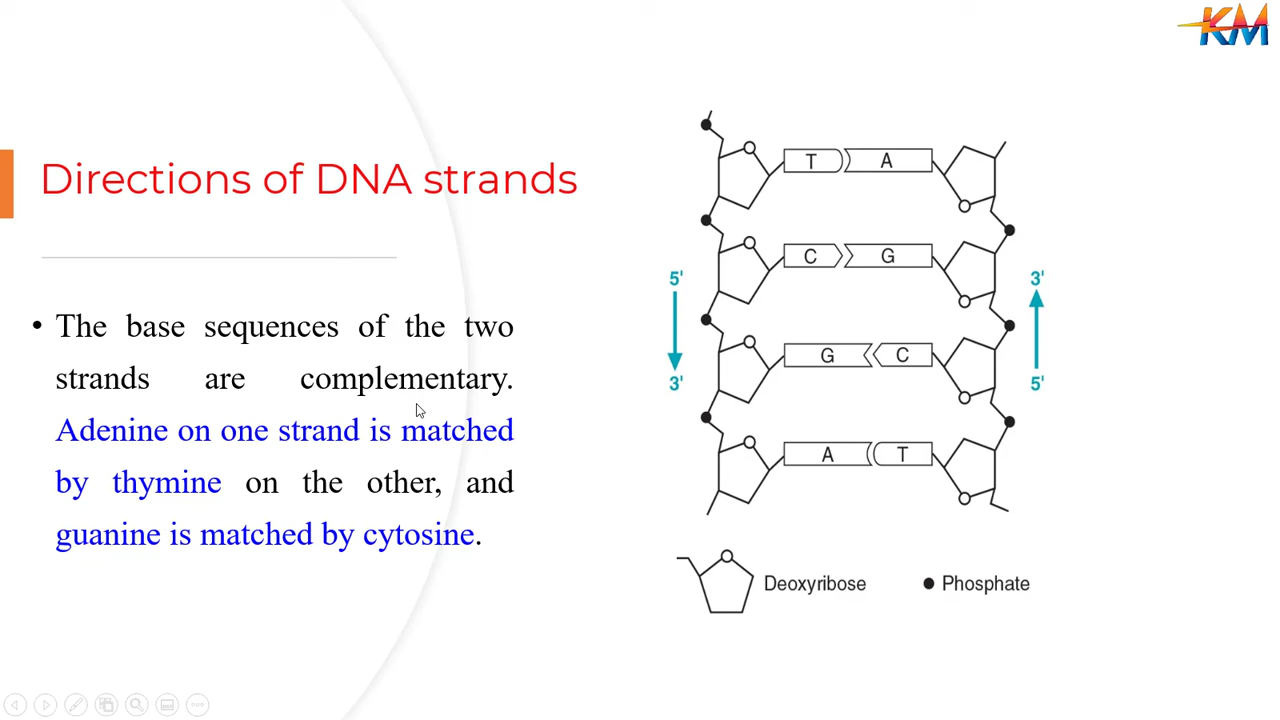 KM
Directions of DNA strands
• The base sequences of the two
strands are complementary.
Adenine on one strand is matched
by thymine on the other, and
guanine is matched by cytosine.
T A
C G
5' 3'
G C
3' 5'
A T
Deoxyribose Phosphate